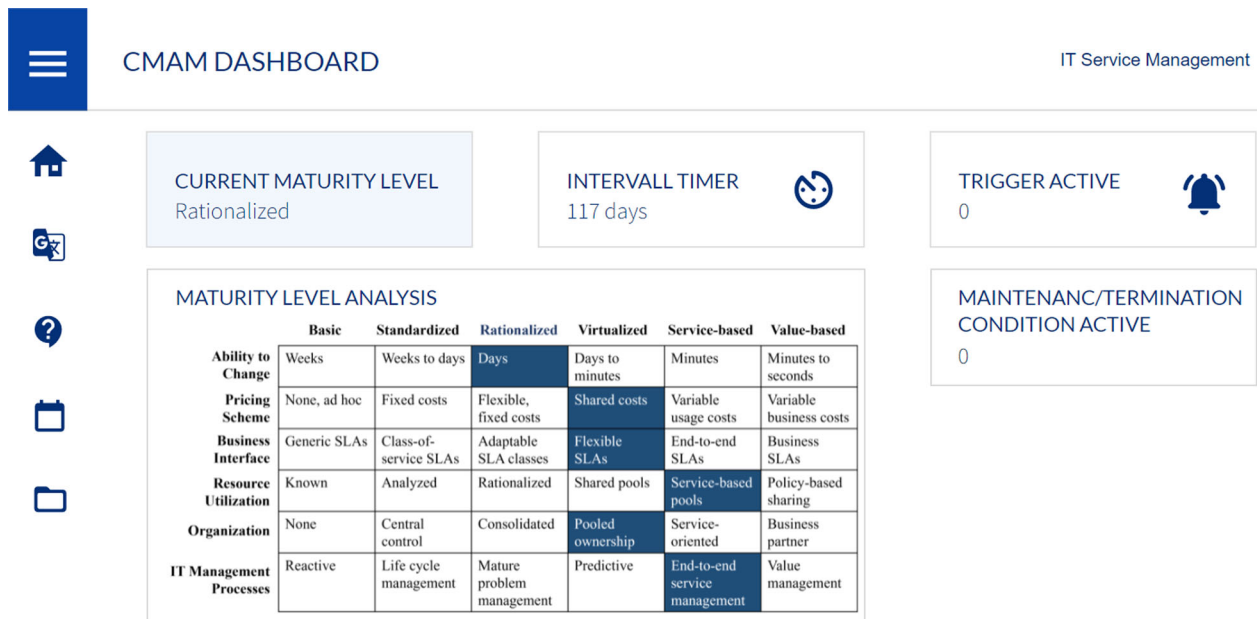 CMAM DASHBOARD
IT Service Management
CURRENT MATURITY LEVEL
Rationalized
INTERVALL TIMER
117 days
TRIGGER ACTIVE
0
MATURITY LEVEL ANALYSIS
MAINTENANC/TERMINATION
CONDITION ACTIVE
0
Basic Standardized Rationalized Virtualized Service-based Value-based
Ability to
Change
Weeks
Weeks to days
Days
Days to
minutes
Minutes
Minutes to
seconds
Pricing
Scheme
None, ad hoc
Fixed costs
Flexible,
fixed costs
Shared costs
Variable
usage costs
Variable
business costs
Business
Interface
Generic SLAs
Class-of-
service SLAs
Adaptable
SLA classes
Flexible
SLAs
End-to-end
SLAs
Business
SLAs
Resource
Utilization
Known
Analyzed
Rationalized
Shared pools
Service-based
pools
Policy-based
sharing
Organization
None
Central
control
Consolidated
Pooled
ownership
Service-
oriented
Business
partner
IT Management
Processes
Reactive
Life cycle
management
Mature
problem
management
Predictive
End-to-end
service
management
Value
management